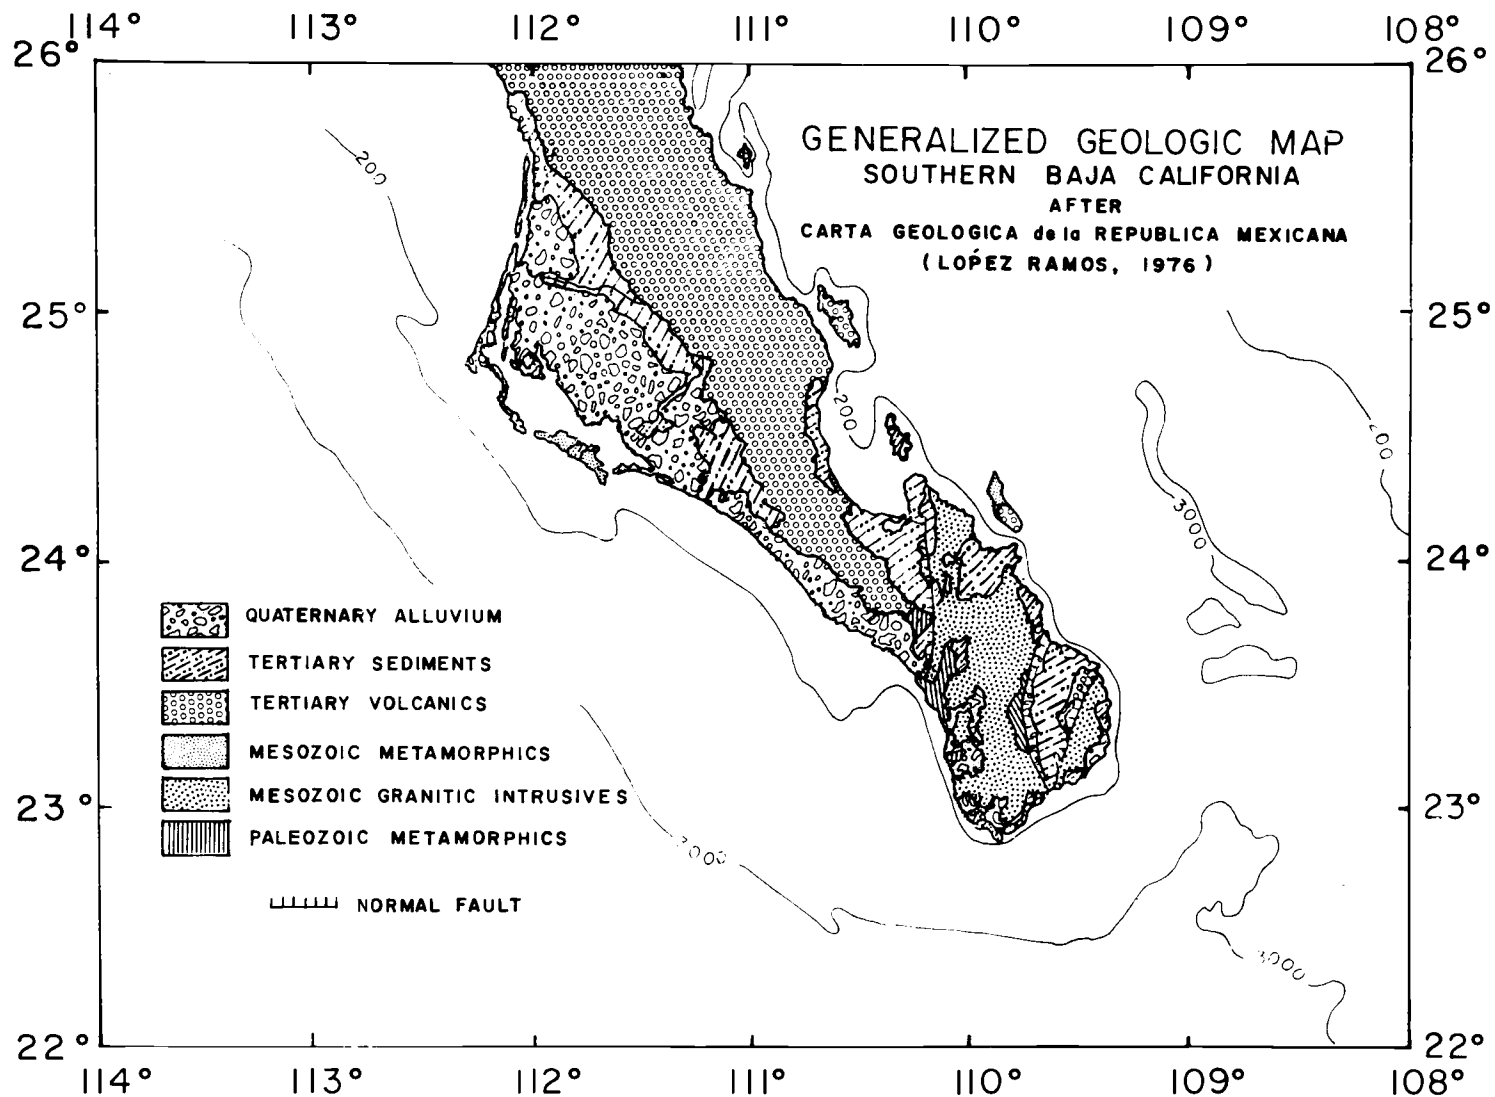 114° 113° 112° 111° 110° 109° 108°
26° 26°
GENERALIZED GEOLOGIC MAP
SOUTHERN BAJA CALIFORNIA
AFTER
CARTA GEOLOGICA de la REPUBLICA MEXICANA
(LOṔEZ RAMOS, 1976)
200
25° 25°
200
200
3000
24° 24°
QUATERNARY ALLUVIUM
TERTIARY SEDIMENTS
TERTIARY VOLCANICS
MESOZOIC METAMORPHICS
MESOZOIC GRANITIC INTRUSIVES
23° 23°
PALEOZOIC METAMORPHICS
NORMAL FAULT
3000
22° 22°
114° 113° 112° 111° 110° 109° 108°